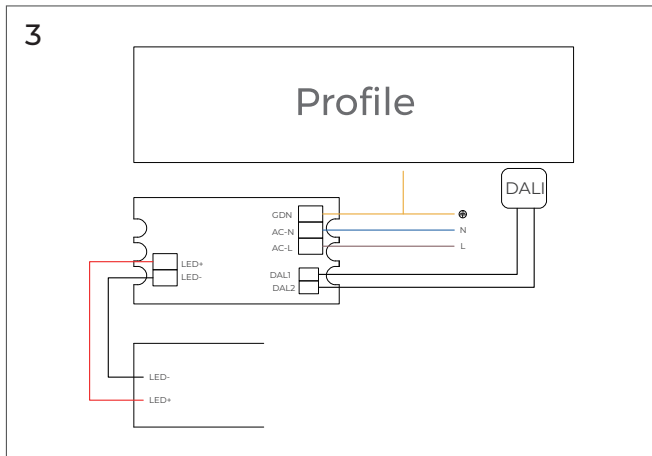 3
Profile
DALI
GDN
AC-N
N
AC-L
L
LED+
LED-
DAL1
DAL2
LED-
LED+